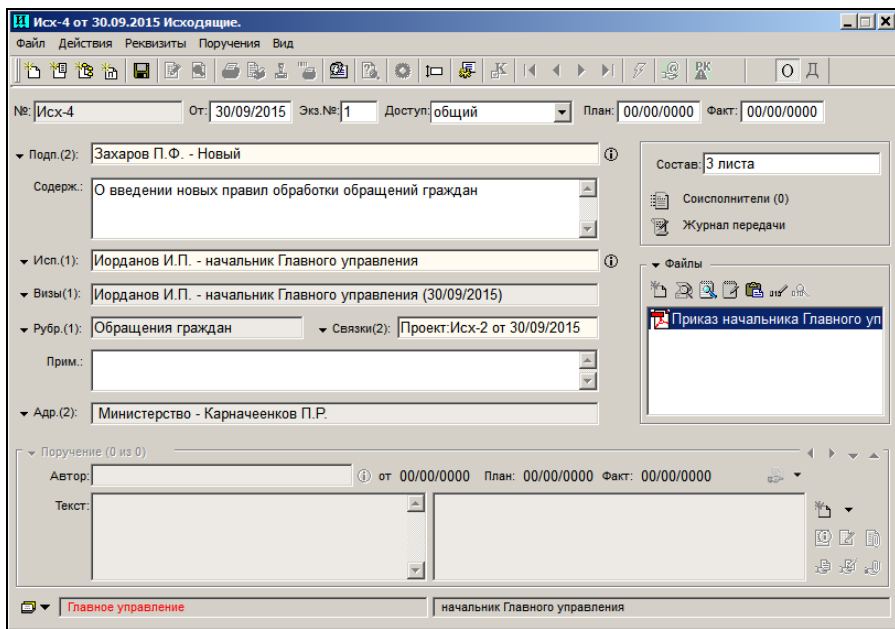 Исх-4 от 30.09.2015 Исходящие.
Файл Действия Реквизиты Поручения Вид
РК О Д
№: Исх-4 От: 30/09/2015 Экз.№: 1 Доступ: общий План: 00/00/0000 Факт: 00/00/0000
Подп.(2): Захаров П.Ф. - Новый
Состав: 3 листа
Содерж.: О введении новых правил обработки обращений граждан
Соисполнители (0)
Журнал передачи
Исп.(1): Иорданов И.П. - начальник Главного управления
Файлы
Визы(1): Иорданов И.П. - начальник Главного управления (30/09/2015)
Рубр.(1): Обращения граждан Связки(2): Проект:Исх-2 от 30/09/2015
Приказ начальника Главного уп
Прим.:
Адр.(2): Министерство - Карначеенков П.Р.
Поручение (0 из 0)
Автор: от 00/00/0000 План: 00/00/0000 Факт: 00/00/0000
Текст:
Главное управление начальник Главного управления